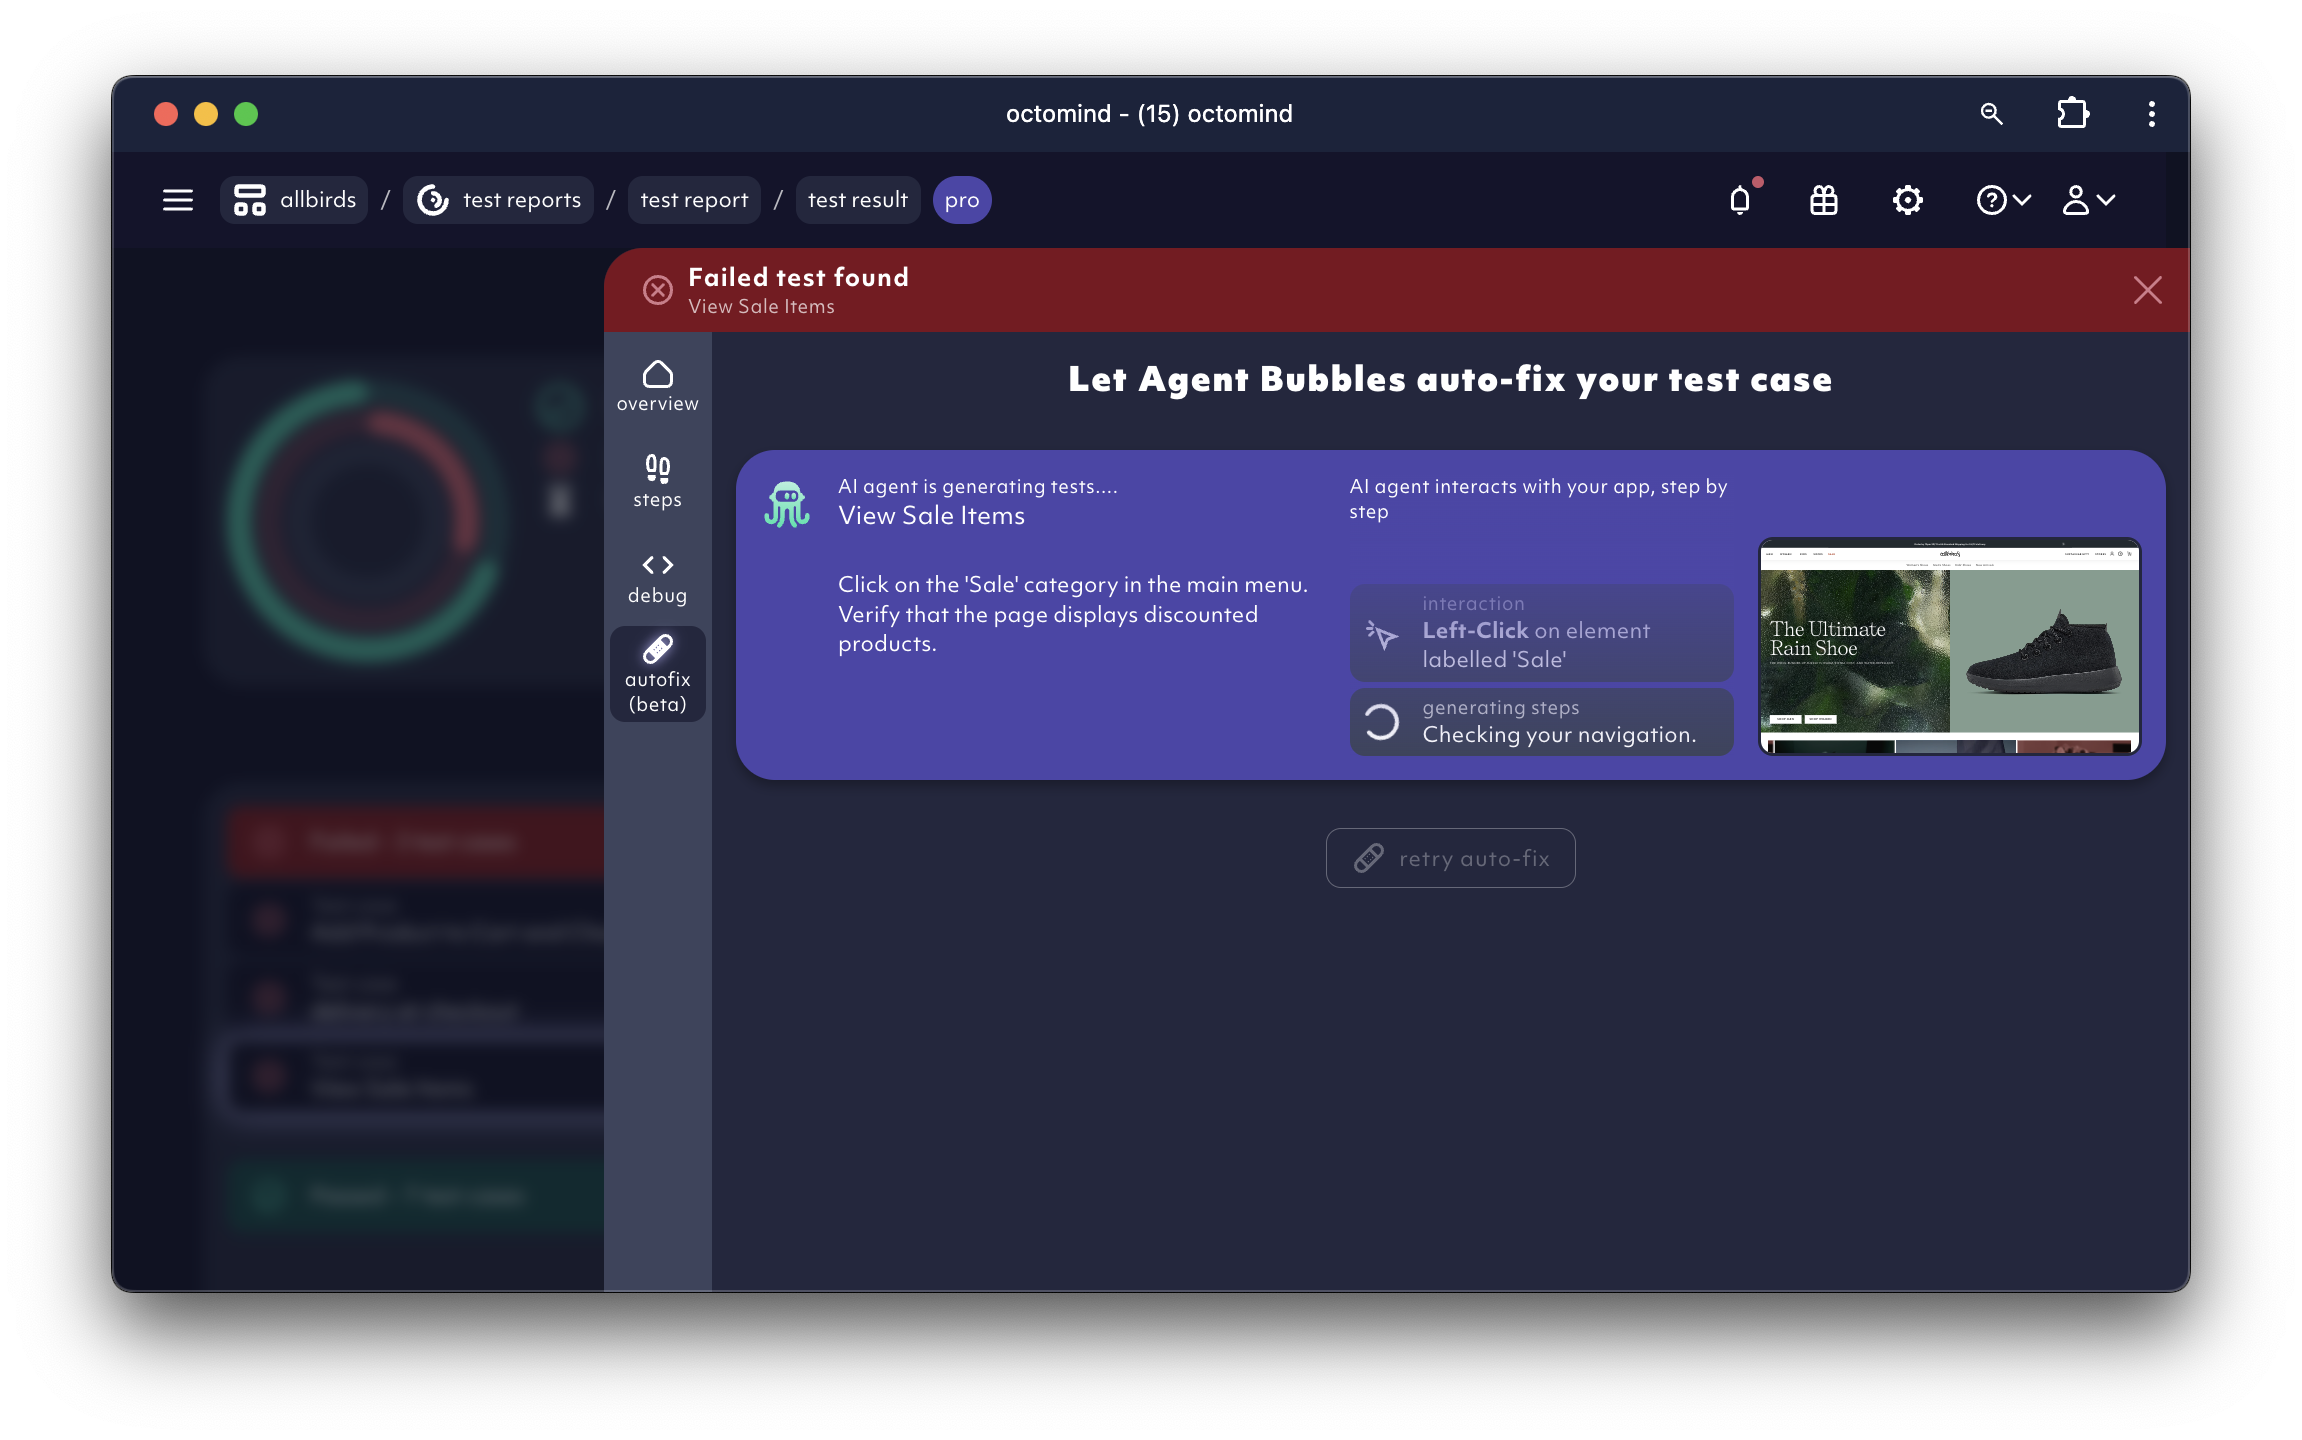 octomind - (15) octomind
allbirds / test reports / test report / test result pro
Failed test found
View Sale Items
overview
steps
debug
autofix
(beta)
Let Agent Bubbles auto-fix your test case
AI agent is generating tests....
View Sale Items
Click on the 'Sale' category in the main menu.
Verify that the page displays discounted
products.
AI agent interacts with your app, step by
step
interaction
Left-Click on element
labelled 'Sale'
generating steps
Checking your navigation.
allbirds
The Ultimate
Rain Shoe
retry auto-fix